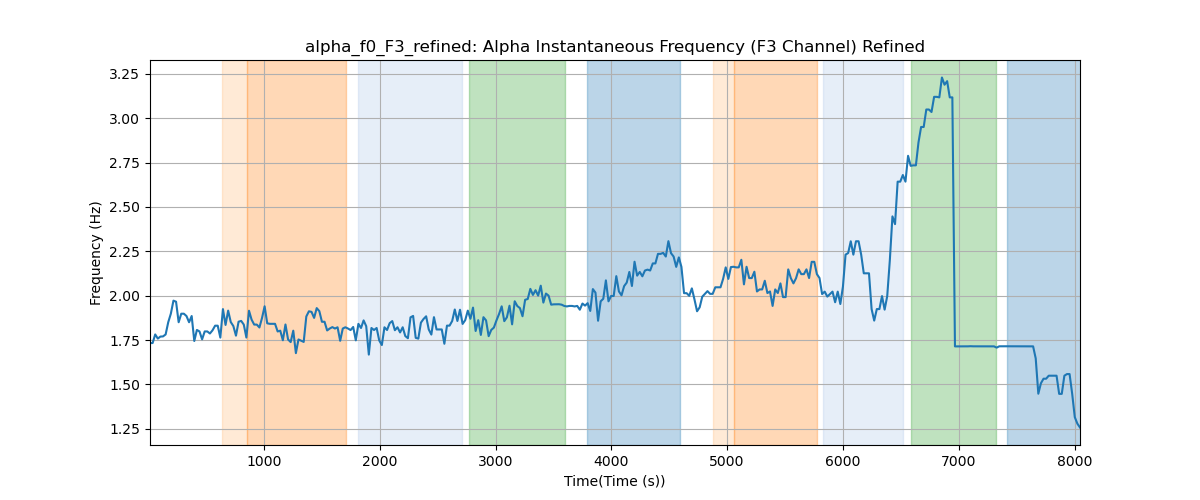 alpha_f0_F3_refined: Alpha Instantaneous Frequency (F3 Channel) Refined
Frequency (Hz)
3.25
3.00
2.75
2.50
2.25
2.00
1.75
1.50
1.25
1000 2000 3000 4000 5000 6000 7000 8000
Time(Time (s))